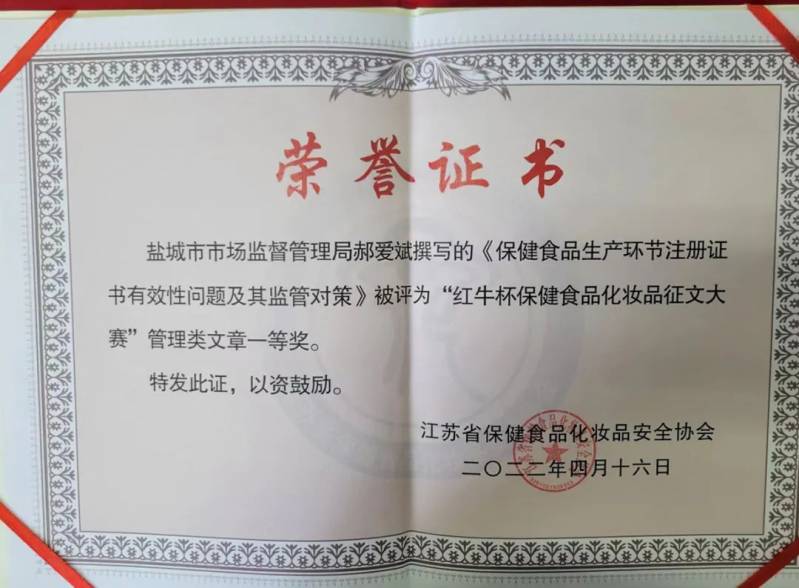 荣誉证书
盐城市市场监督管理局郝爱斌撰写的《保健食品生产环节注册证
书有效性问题及其监管对策》被评为“红牛杯保健食品化妆品征文大
赛”管理类文章一等奖。
特发此证，以资鼓励。
江苏省保健食品化妆品安全协会
二〇二二年四月十六日